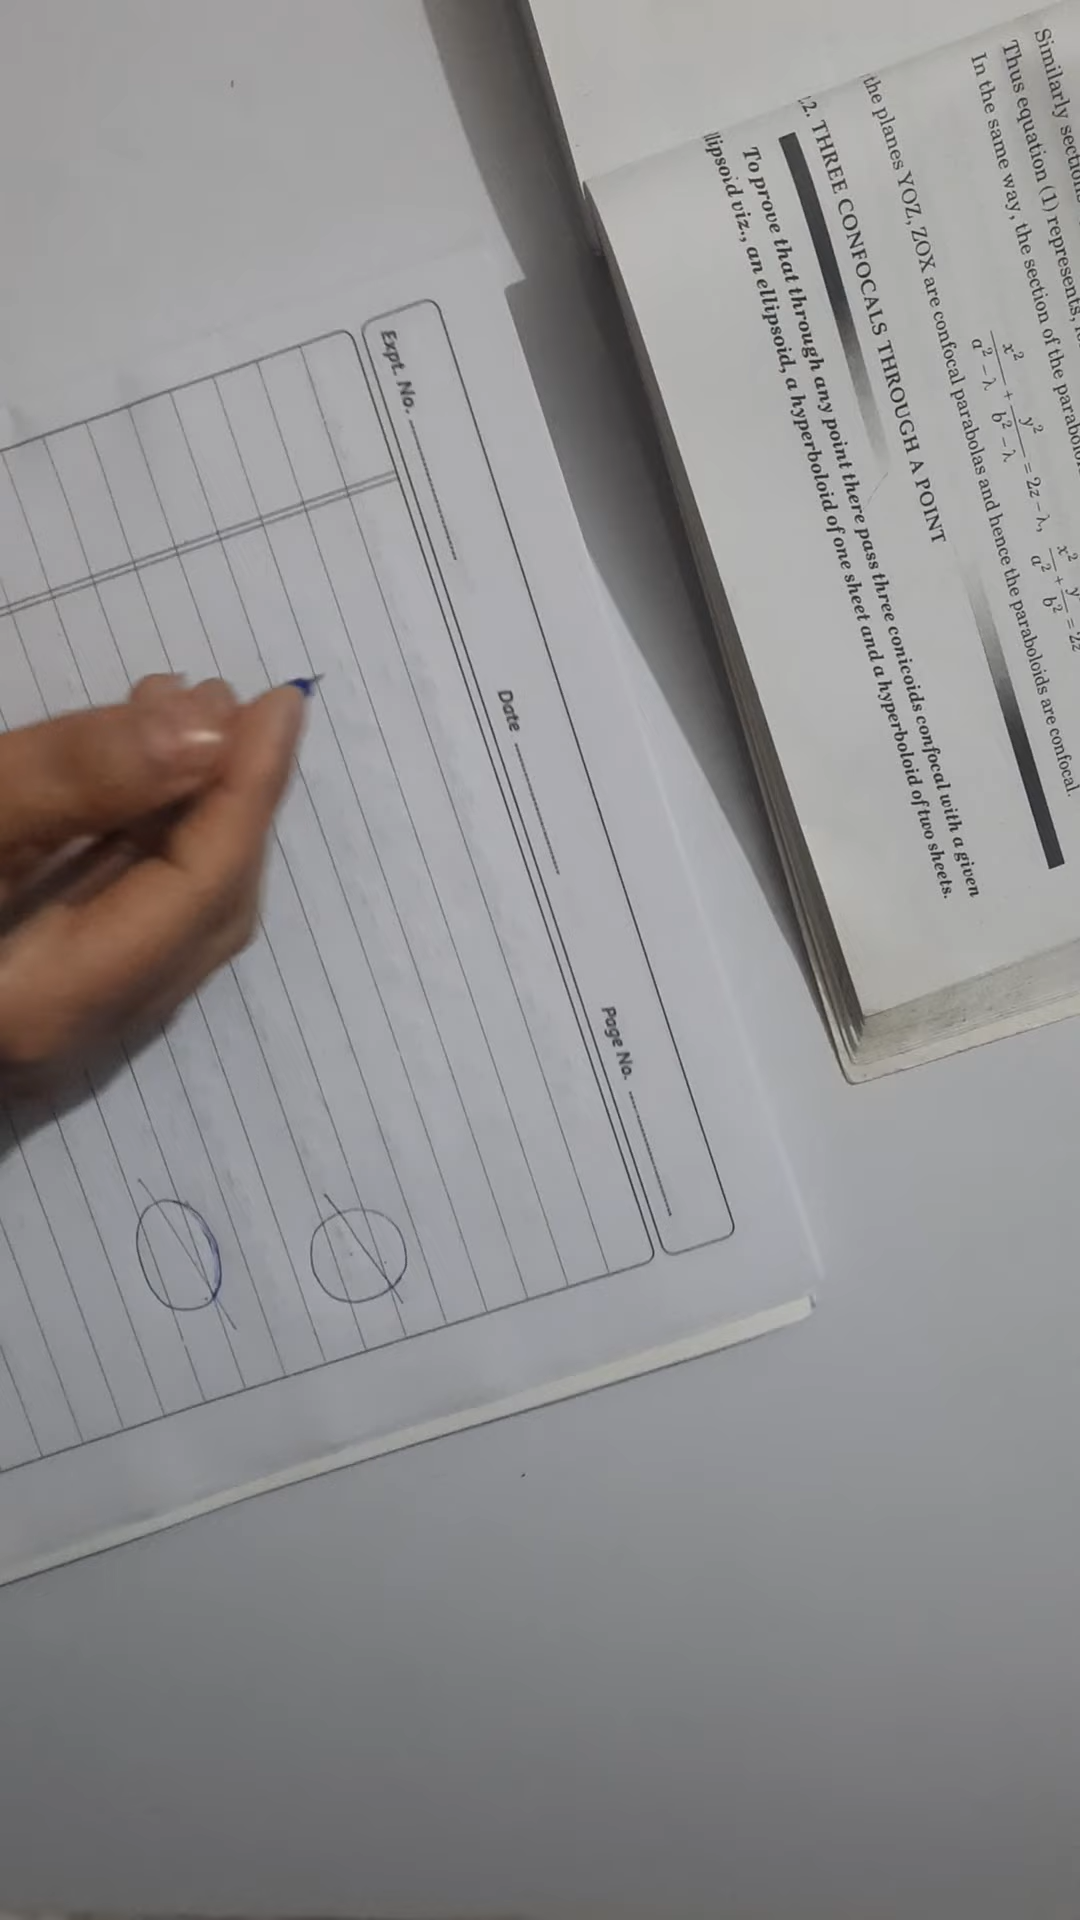 Similarly sections
Thus equation (1) represents,
In the same way, the section of the
x² / a² − λ + y² / b² − λ = 2z − λ, x² / a² + y / b² = 2z
the planes YOZ, ZOX are confocal parabolas and hence the paraboloids are confocal.
.2. THREE CONFOCALS THROUGH A POINT
To prove that through any point there pass three conicoids confocal with a given
llipsoid viz., an ellipsoid, a hyperboloid of one sheet and a hyperboloid of two sheets.
Expt. No. Date Page No.